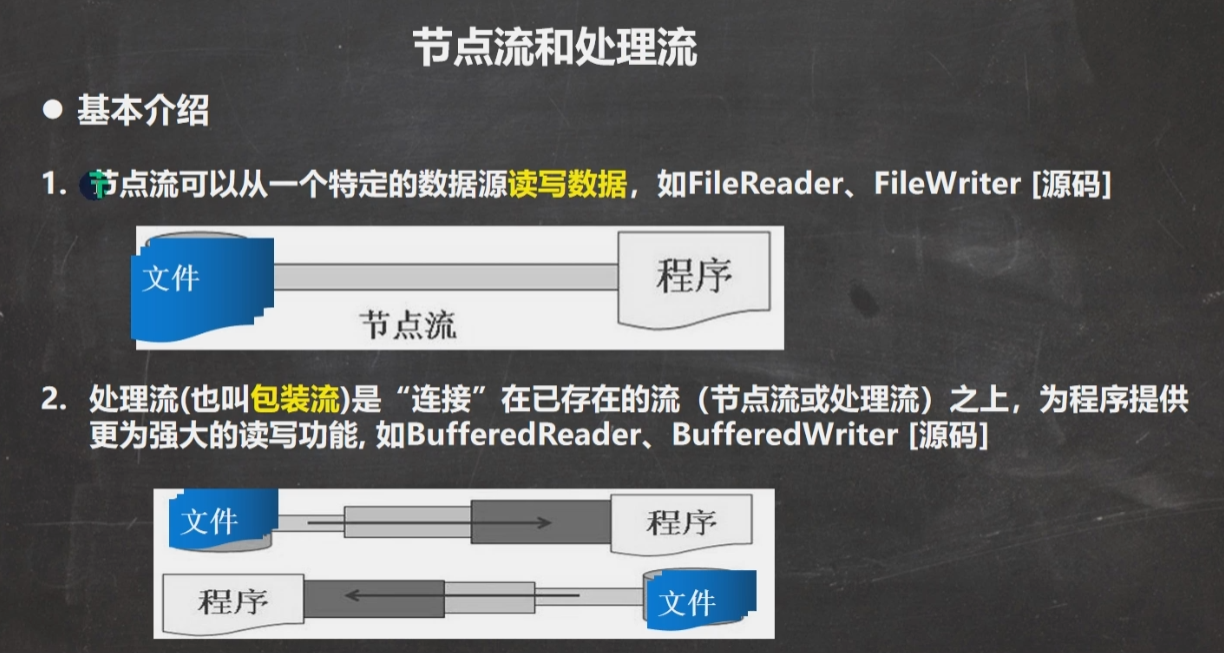 节点流和处理流
● 基本介绍
1. 节点流可以从一个特定的数据源读写数据，如FileReader、FileWriter [源码]
文件
程序
节点流
2. 处理流(也叫包装流)是“连接”在已存在的流（节点流或处理流）之上，为程序提供
更为强大的读写功能, 如BufferedReader、BufferedWriter [源码]
文件
程序
程序
文件